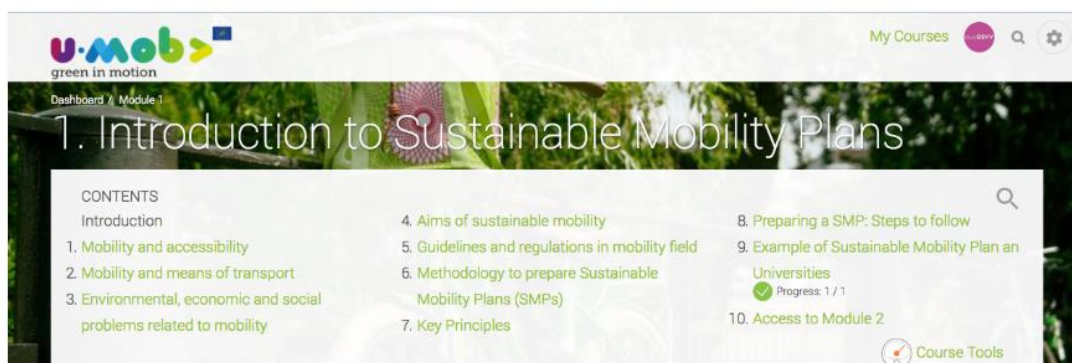 u·mob
green in motion
My Courses
Dashboard / Module 1
1. Introduction to Sustainable Mobility Plans
CONTENTS
Introduction
1. Mobility and accessibility
2. Mobility and means of transport
3. Environmental, economic and social
problems related to mobility
4. Aims of sustainable mobility
5. Guidelines and regulations in mobility field
6. Methodology to prepare Sustainable
Mobility Plans (SMPs)
7. Key Principles
8. Preparing a SMP: Steps to follow
9. Example of Sustainable Mobility Plan an
Universities
Progress: 1 / 1
10. Access to Module 2
Course Tools